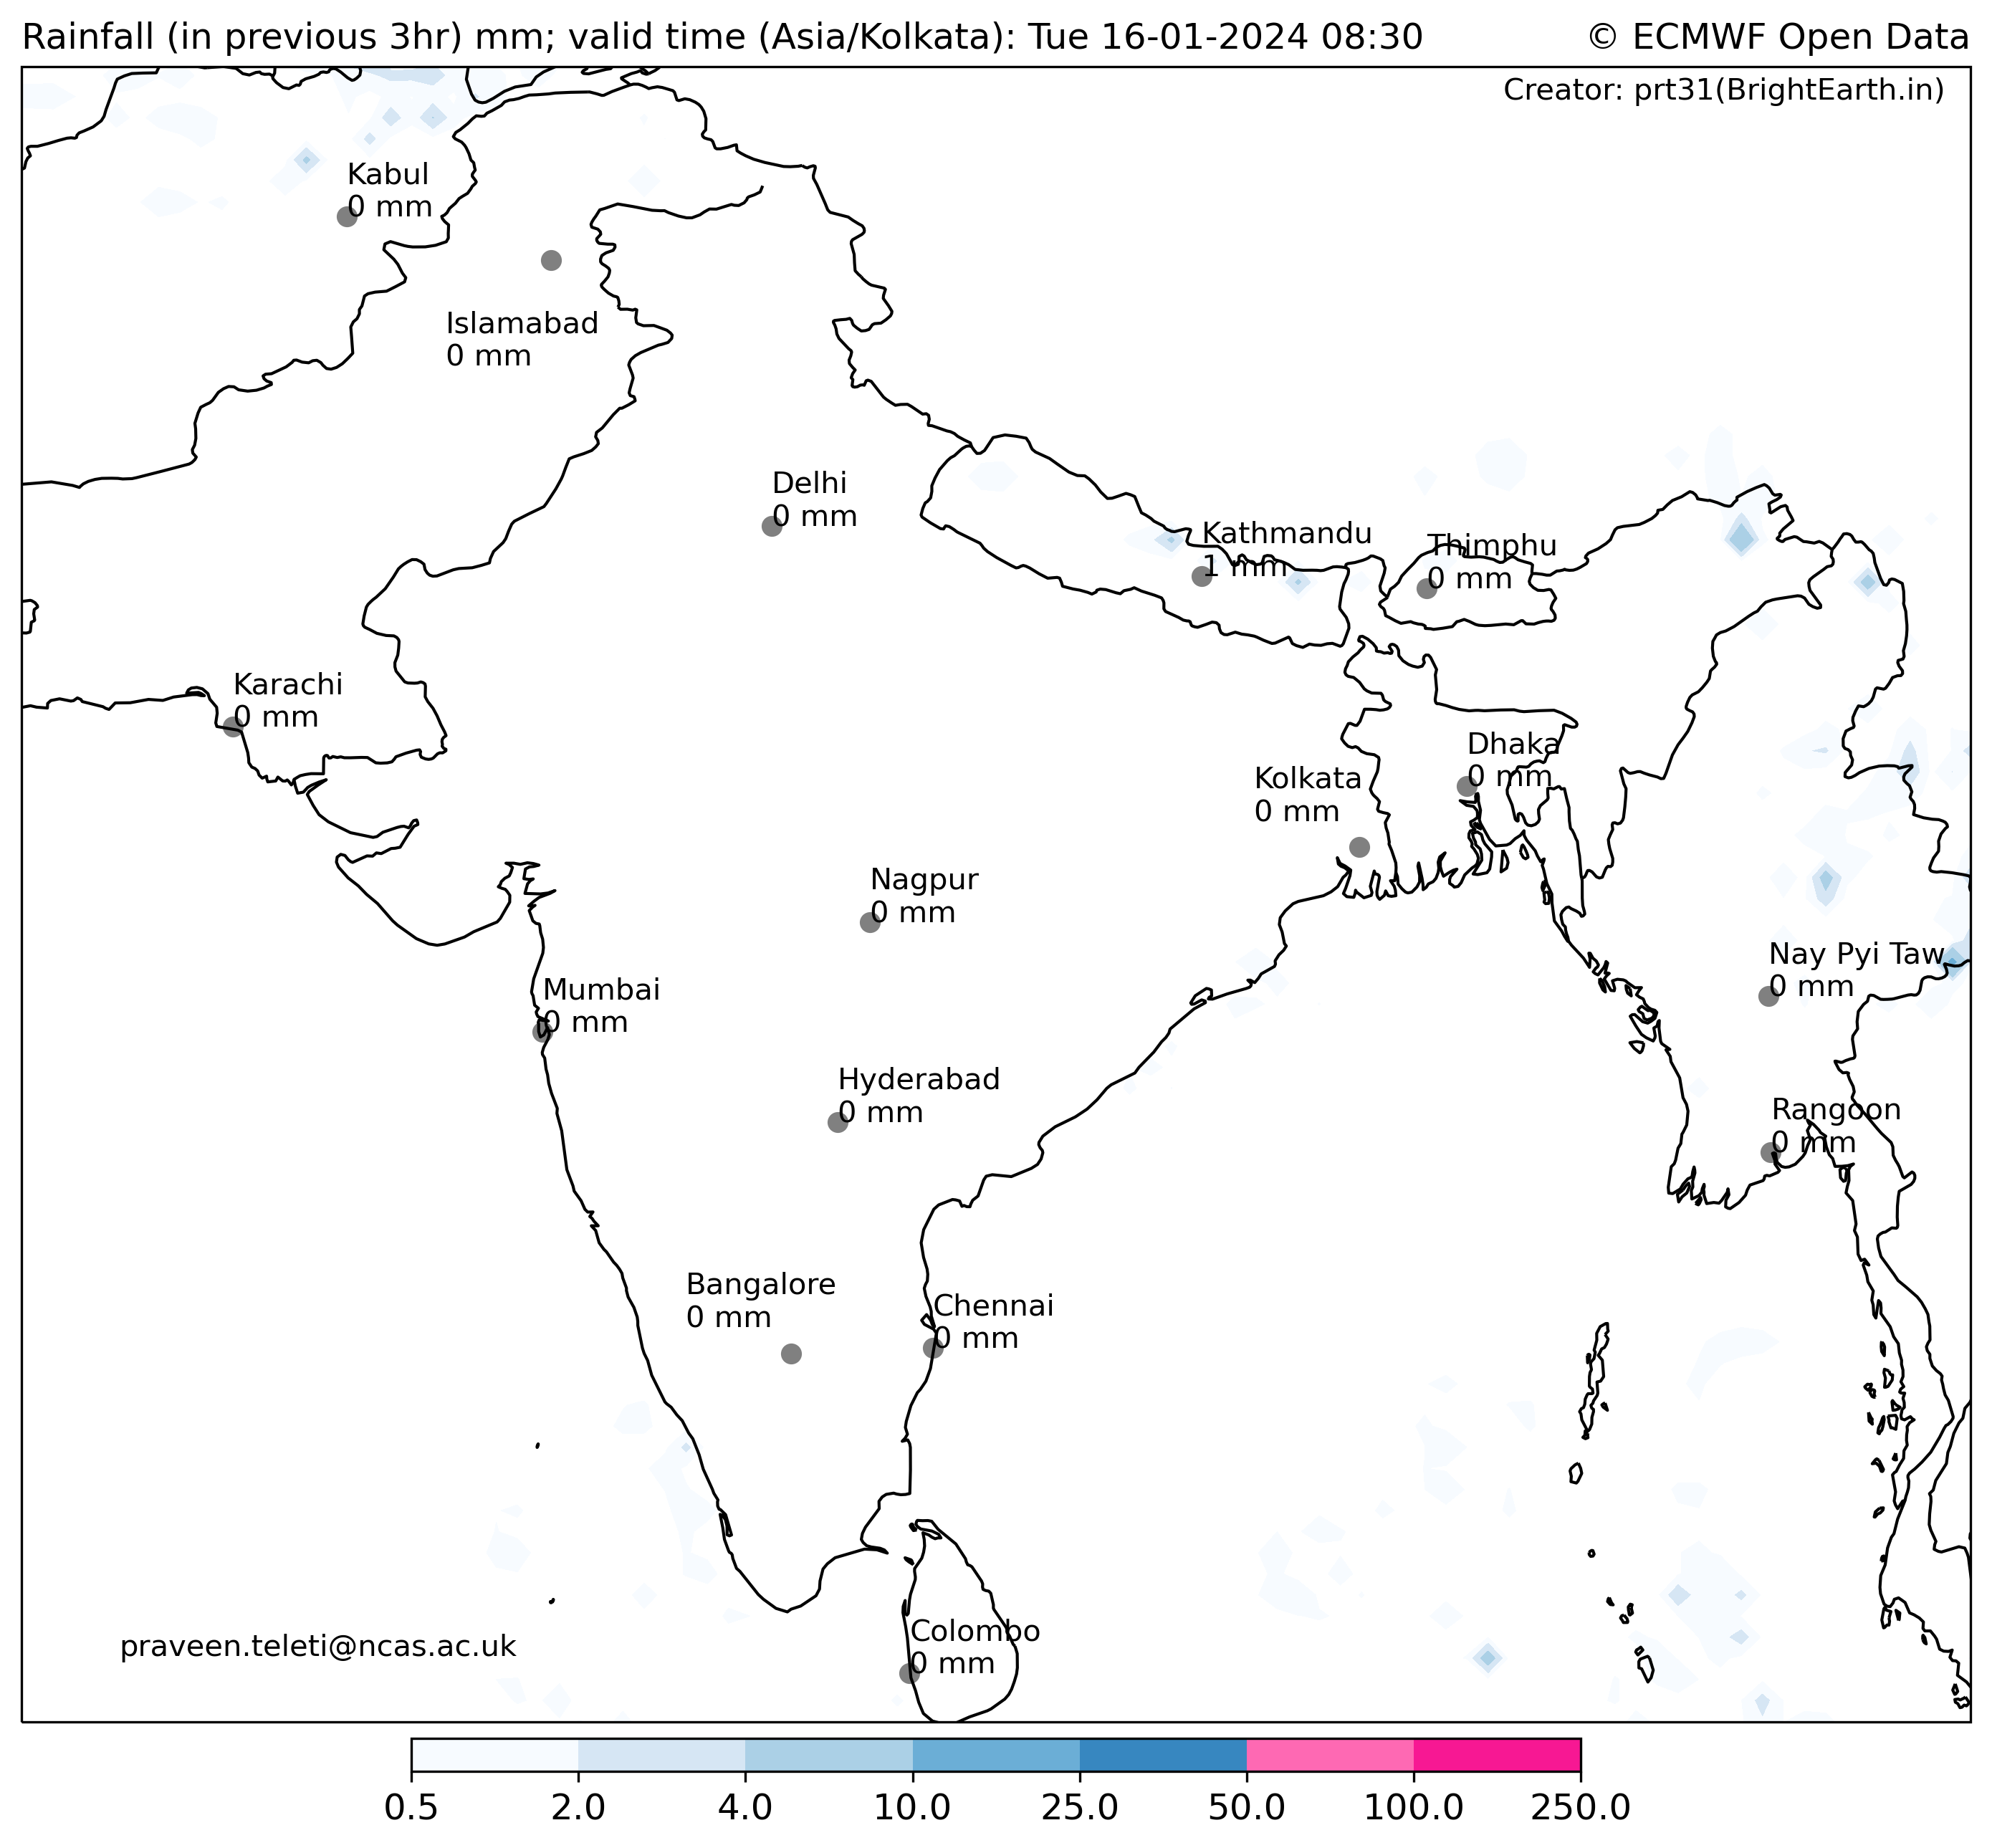 Rainfall (in previous 3hr) mm; valid time (Asia/Kolkata): Tue 16-01-2024 08:30
© ECMWF Open Data
Creator: prt31(BrightEarth.in)
Kabul
0 mm
Islamabad
0 mm
Delhi
0 mm
Kathmandu
1 mm
Thimphu
0 mm
Karachi
0 mm
Dhaka
0 mm
Kolkata
0 mm
Nagpur
0 mm
Nay Pyi Taw
0 mm
Mumbai
0 mm
Hyderabad
0 mm
Rangoon
0 mm
Bangalore
0 mm
Chennai
0 mm
Colombo
0 mm
praveen.teleti@ncas.ac.uk
0.5 2.0 4.0 10.0 25.0 50.0 100.0 250.0